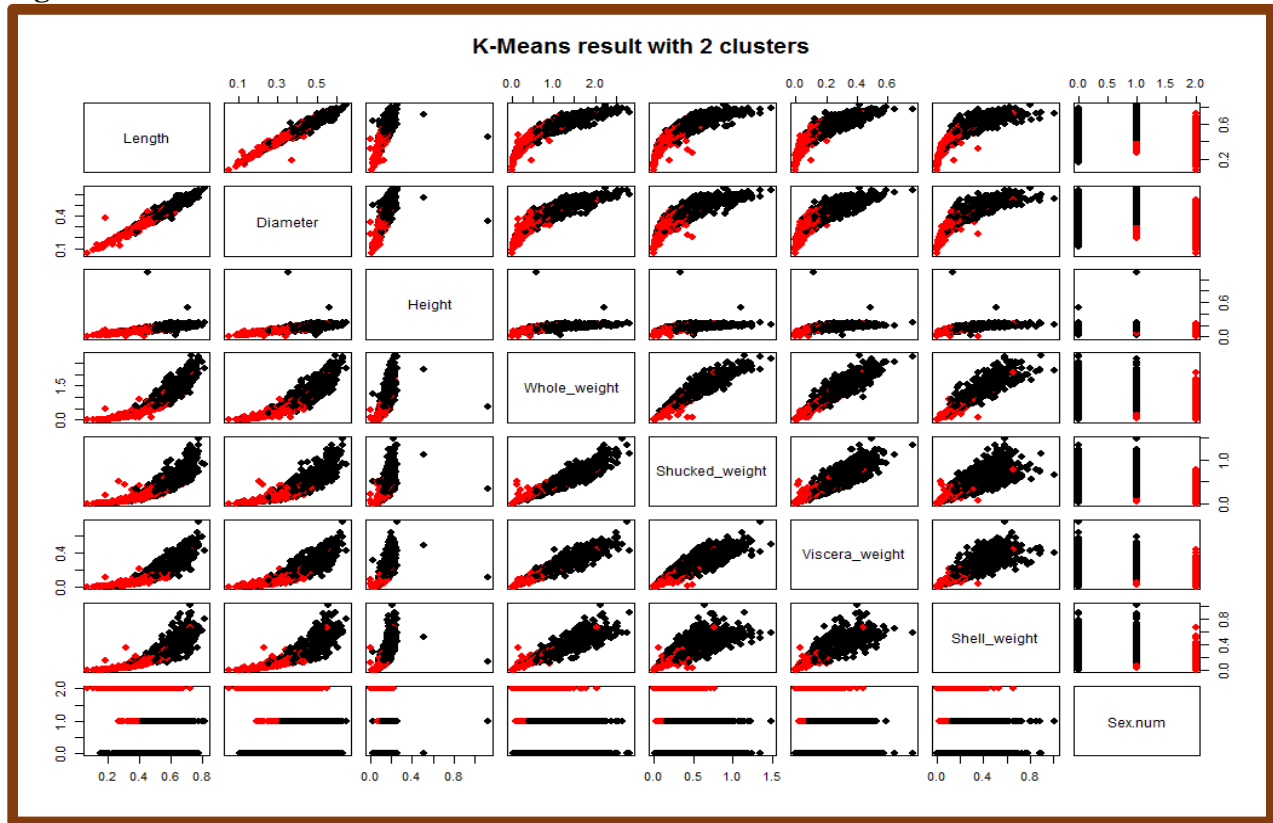 K-Means result with 2 clusters
0.1 0.3 0.5 0.0 1.0 2.0 0.0 0.2 0.4 0.6 0.0 0.5 1.0 1.5 2.0
Length
0.2 0.6
Diameter
0.1 0.4
Height
0.0 0.6
Whole_weight
0.0 1.5
Shucked_weight
0.0 1.0
Viscera_weight
0.0 0.4
Shell_weight
0.0 0.4 0.8
Sex.num
0.0 1.0 2.0
0.2 0.4 0.6 0.8 0.0 0.4 0.8 0.0 0.5 1.0 1.5 0.0 0.4 0.8